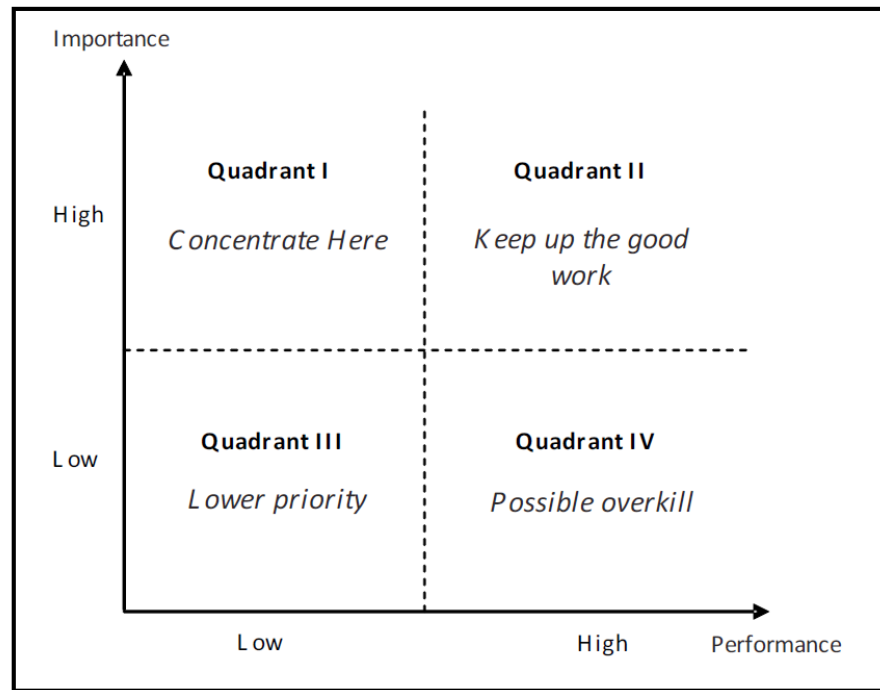 Importance
Quadrant I
Quadrant II
High
Concentrate Here
Keep up the good
work
Quadrant III
Quadrant IV
Low
Lower priority
Possible overkill
Low
High
Performance